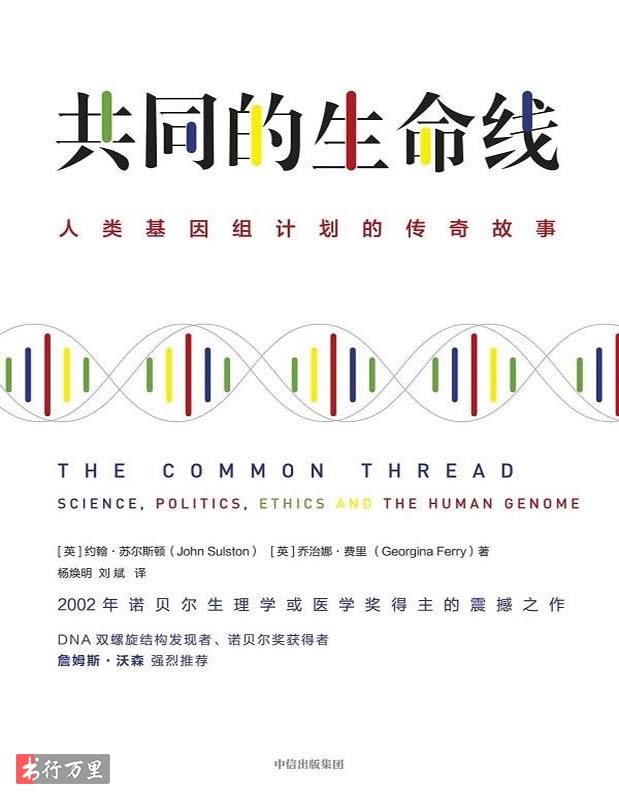 共同的生命线
人类基因组计划的传奇故事
THE COMMON THREAD
SCIENCE, POLITICS, ETHICS AND THE HUMAN GENOME
[英]约翰·苏尔斯顿（John Sulston） [英]乔治娜·费里（Georgina Ferry）著
杨焕明 刘斌 译
2002年诺贝尔生理学或医学奖得主的震撼之作
DNA双螺旋结构发现者、诺贝尔奖获得者
詹姆斯·沃森 强烈推荐
中信出版集团
书行万里